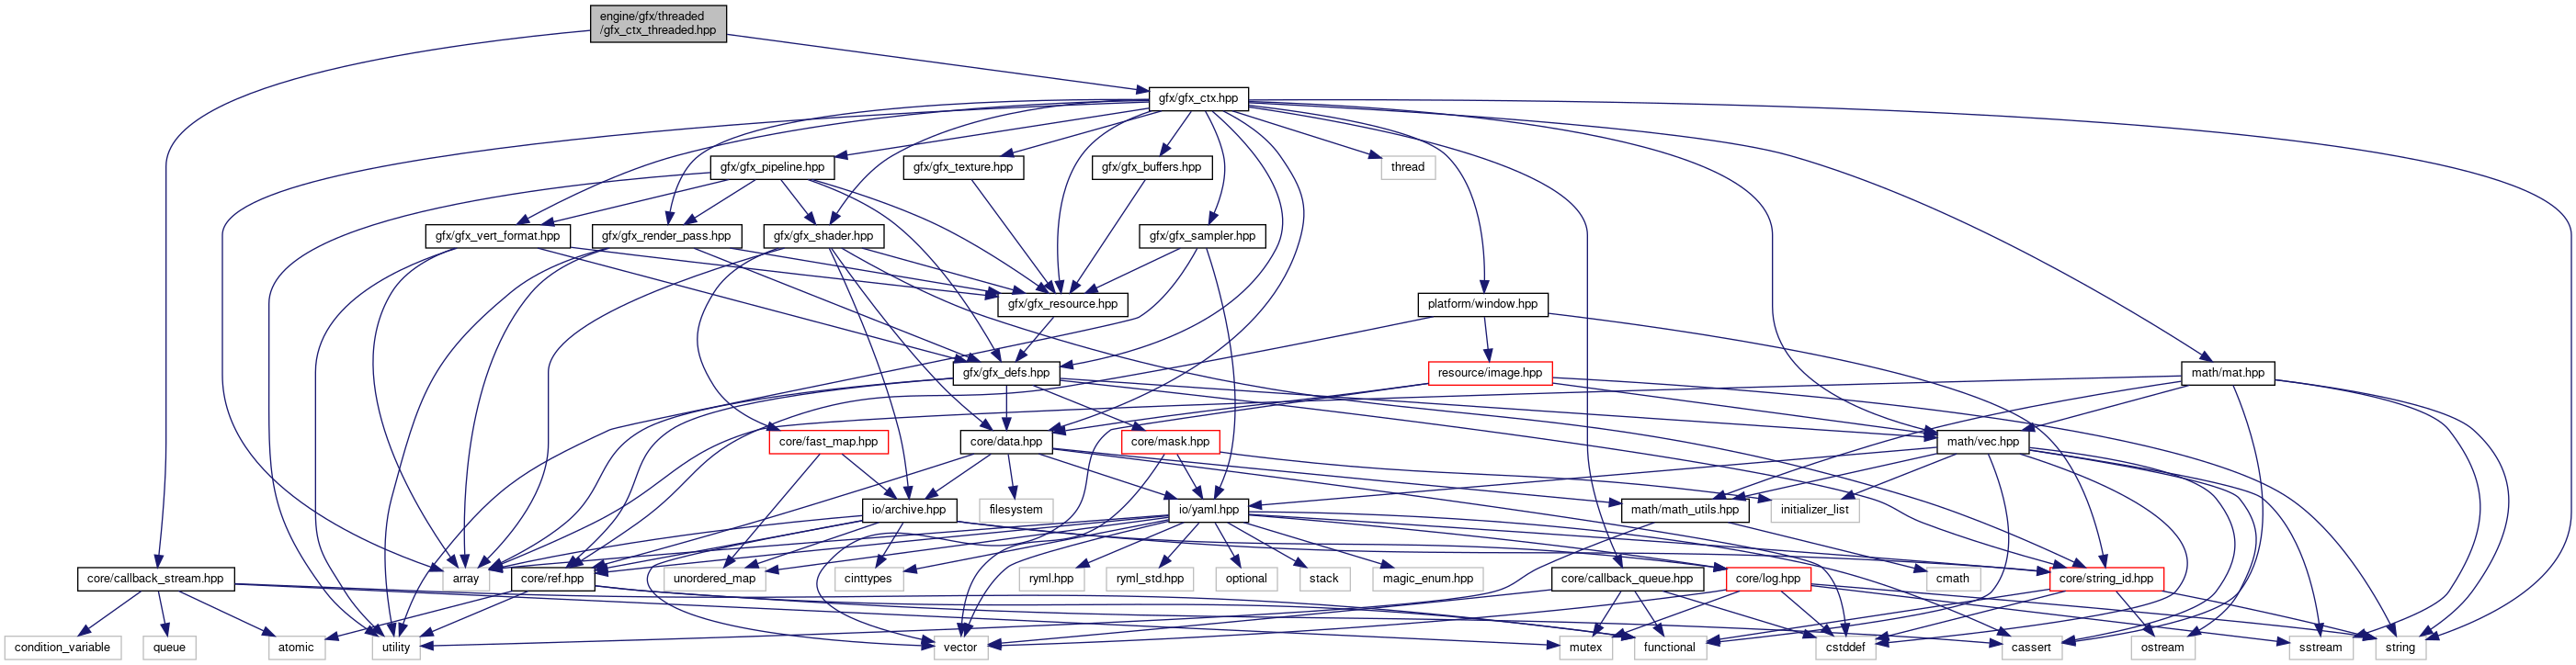 engine/gfx/threaded
/gfx_ctx_threaded.hpp
gfx/gfx_ctx.hpp
gfx/gfx_pipeline.hpp
gfx/gfx_texture.hpp
gfx/gfx_buffers.hpp
thread
gfx/gfx_vert_format.hpp
gfx/gfx_render_pass.hpp
gfx/gfx_shader.hpp
gfx/gfx_sampler.hpp
gfx/gfx_resource.hpp
platform/window.hpp
gfx/gfx_defs.hpp
resource/image.hpp
math/mat.hpp
core/fast_map.hpp
core/data.hpp
core/mask.hpp
math/vec.hpp
io/archive.hpp
filesystem
io/yaml.hpp
math/math_utils.hpp
initializer_list
core/callback_stream.hpp
array
core/ref.hpp
unordered_map
cinttypes
ryml.hpp
ryml_std.hpp
optional
stack
magic_enum.hpp
core/callback_queue.hpp
core/log.hpp
cmath
core/string_id.hpp
condition_variable
queue
atomic
utility
vector
mutex
functional
cstddef
cassert
ostream
sstream
string